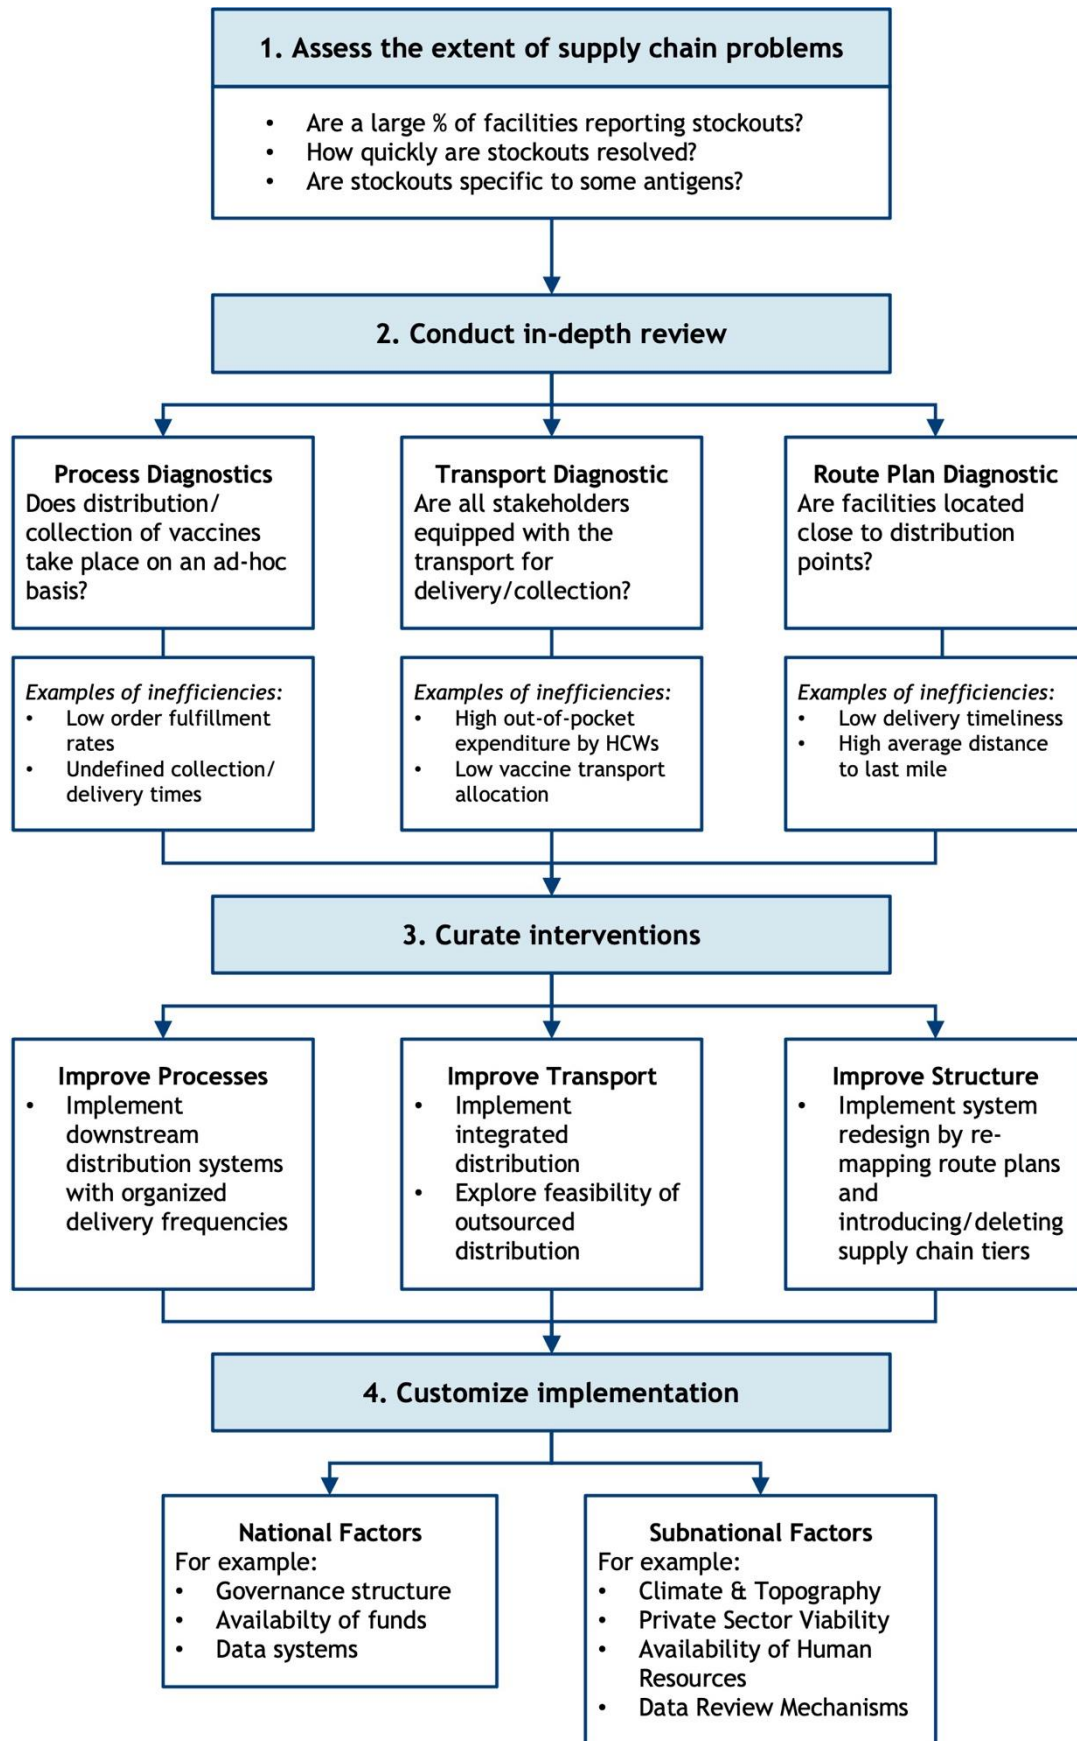 1. Assess the extent of supply chain problems
• Are a large % of facilities reporting stockouts?
• How quickly are stockouts resolved?
• Are stockouts specific to some antigens?
2. Conduct in-depth review
Process Diagnostics
Does distribution/
collection of vaccines
take place on an ad-hoc
basis?
Transport Diagnostic
Are all stakeholders
equipped with the
transport for
delivery/collection?
Route Plan Diagnostic
Are facilities located
close to distribution
points?
Examples of inefficiencies:
• Low order fulfillment
rates
• Undefined collection/
delivery times
Examples of inefficiencies:
• High out-of-pocket
expenditure by HCWs
• Low vaccine transport
allocation
Examples of inefficiencies:
• Low delivery timeliness
• High average distance
to last mile
3. Curate interventions
Improve Processes
• Implement
downstream
distribution systems
with organized
delivery frequencies
Improve Transport
• Implement
integrated
distribution
• Explore feasibility of
outsourced
distribution
Improve Structure
• Implement system
redesign by re-
mapping route plans
and
introducing/deleting
supply chain tiers
4. Customize implementation
National Factors
For example:
• Governance structure
• Availabilty of funds
• Data systems
Subnational Factors
For example:
• Climate & Topography
• Private Sector Viability
• Availability of Human
Resources
• Data Review Mechanisms